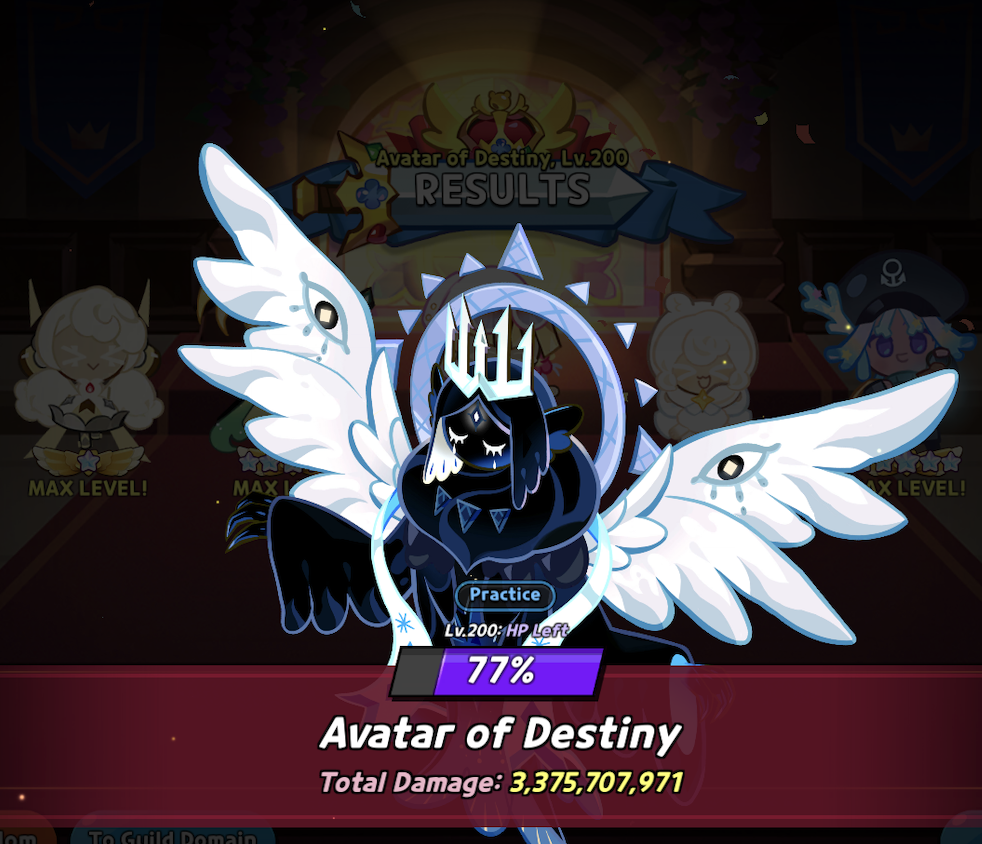 Avatar of Destiny, Lv.200
RESULTS
MAX LEVEL!
MAX
MAX LEVEL!
Practice
Lv.200: HP Left
77%
Avatar of Destiny
Total Damage: 3,375,707,971
To Guild Domain